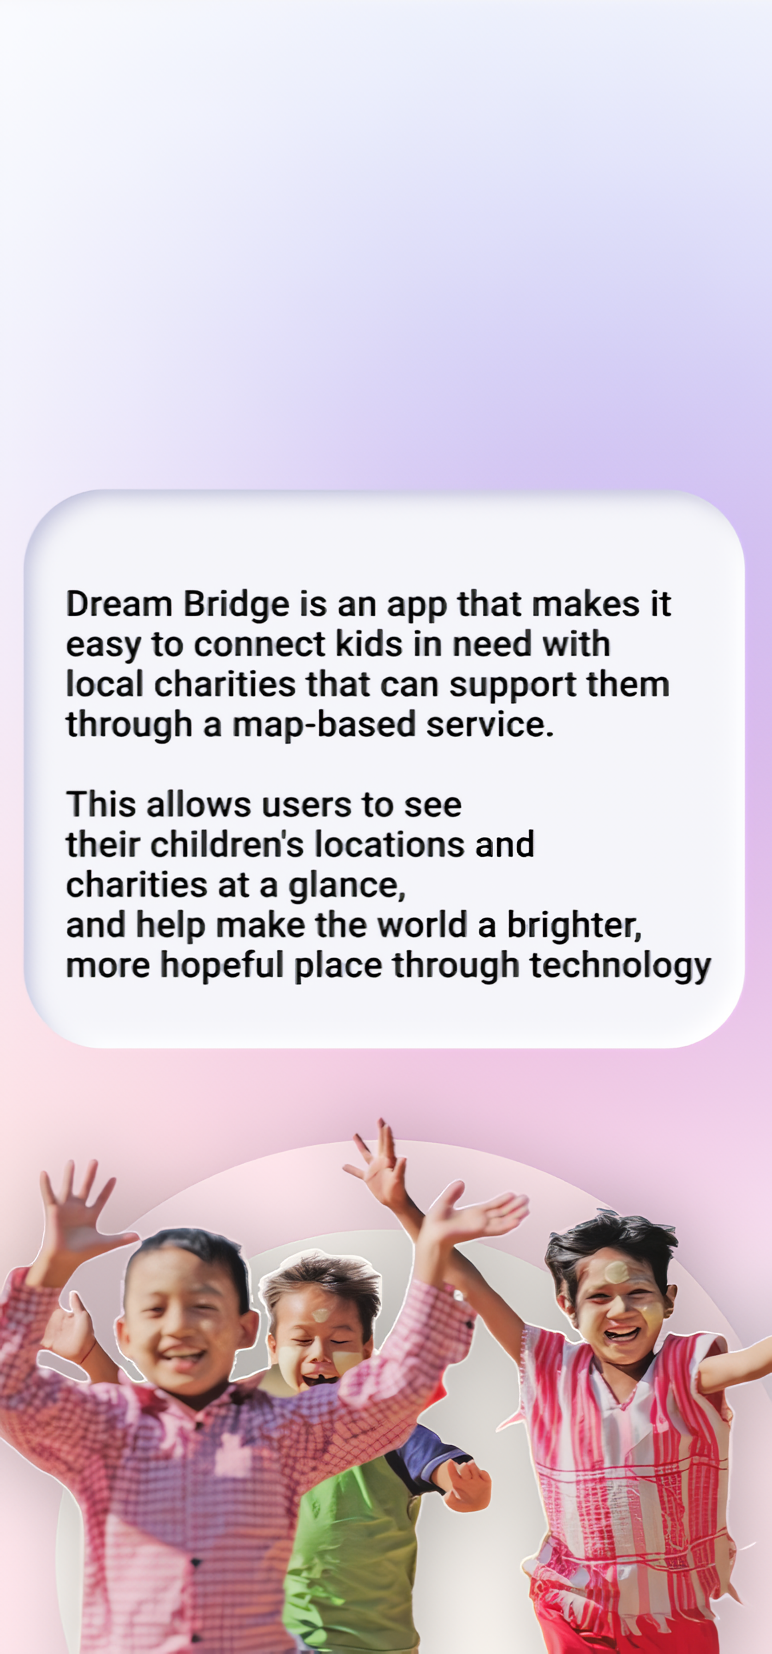 Dream Bridge is an app that makes it
easy to connect kids in need with
local charities that can support them
through a map-based service.
This allows users to see
their children's locations and
charities at a glance,
and help make the world a brighter,
more hopeful place through technology